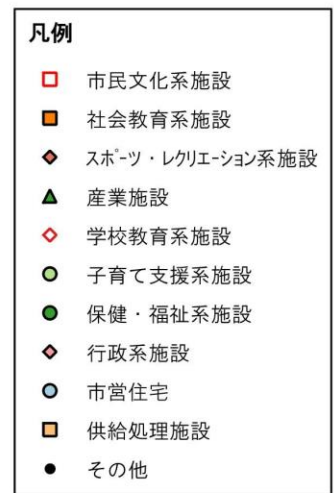 凡例
市民文化系施設
社会教育系施設
スポーツ・レクリエーション系施設
産業施設
学校教育系施設
子育て支援系施設
保健・福祉系施設
行政系施設
市営住宅
供給処理施設
その他